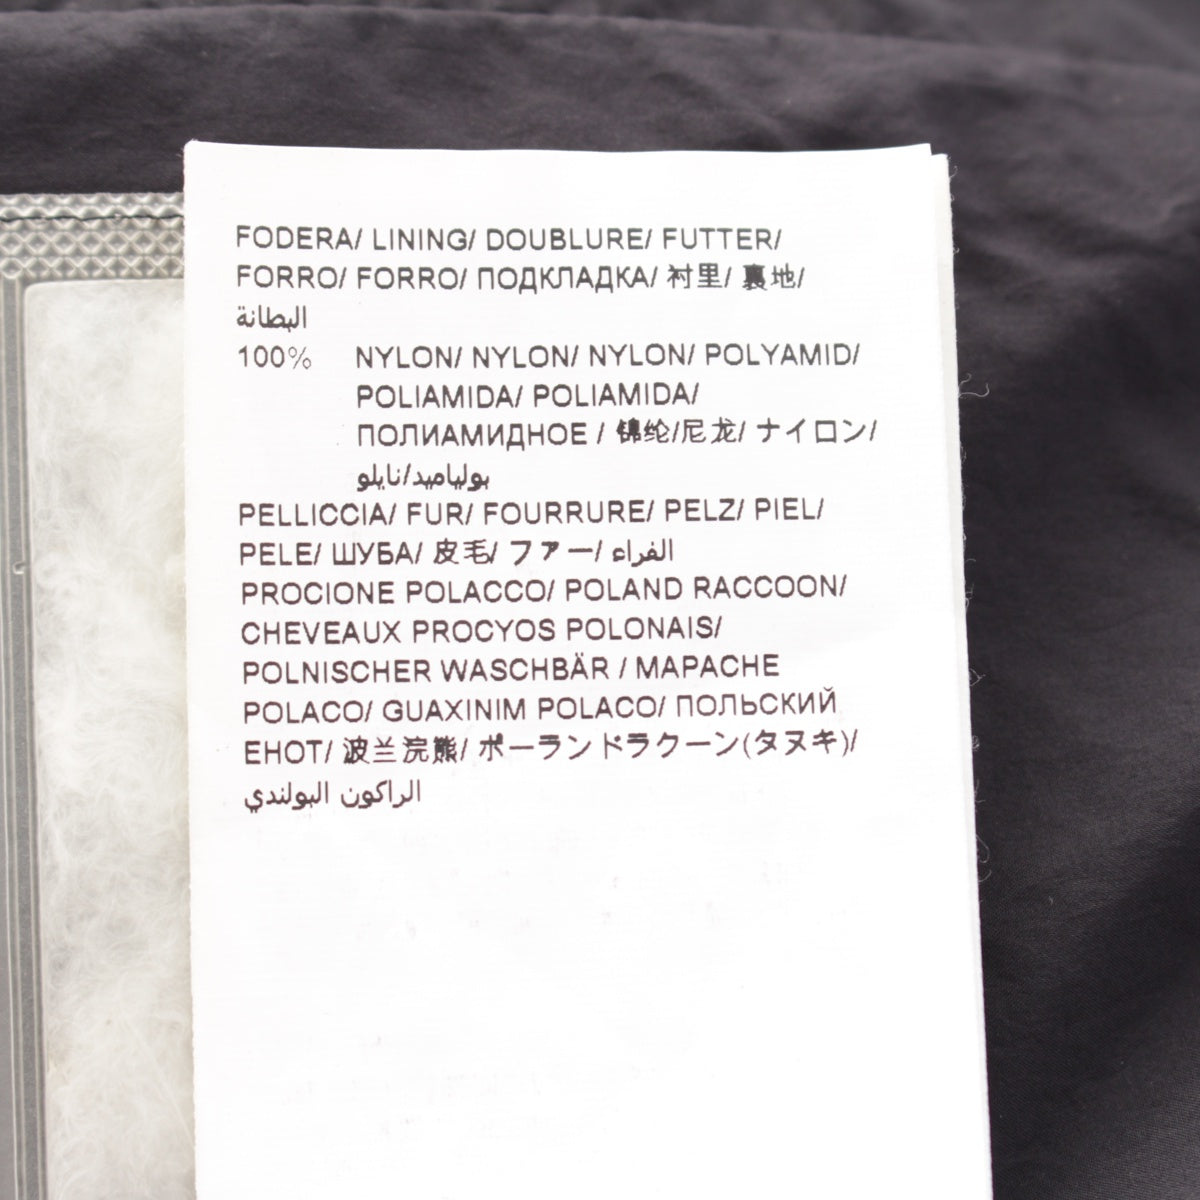 FODERA/ LINING/ DOUBLURE/ FUTTER/
FORRO/ FORRO/ ПОДКЛАДКА/ 衬里/ 裏地/
البطانة
100% NYLON/ NYLON/ NYLON/ POLYAMID/
POLIAMIDA/ POLIAMIDA/
ПОЛИАМИДНОЕ / 锦纶/尼龙/ ナイロン/
بولياميد/نايلو
PELLICCIA/ FUR/ FOURRURE/ PELZ/ PIEL/
PELE/ ШУБА/ 皮毛/ ファー/ الفراء
PROCIONE POLACCO/ POLAND RACCOON/
CHEVEAUX PROCYOS POLONAIS/
POLNISCHER WASCHBÄR / MAPACHE
POLACO/ GUAXINIM POLACO/ ПОЛЬСКИЙ
ЕНОТ/ 波兰浣熊/ ポーランドラクーン(タヌキ)/
الراكون البولندي